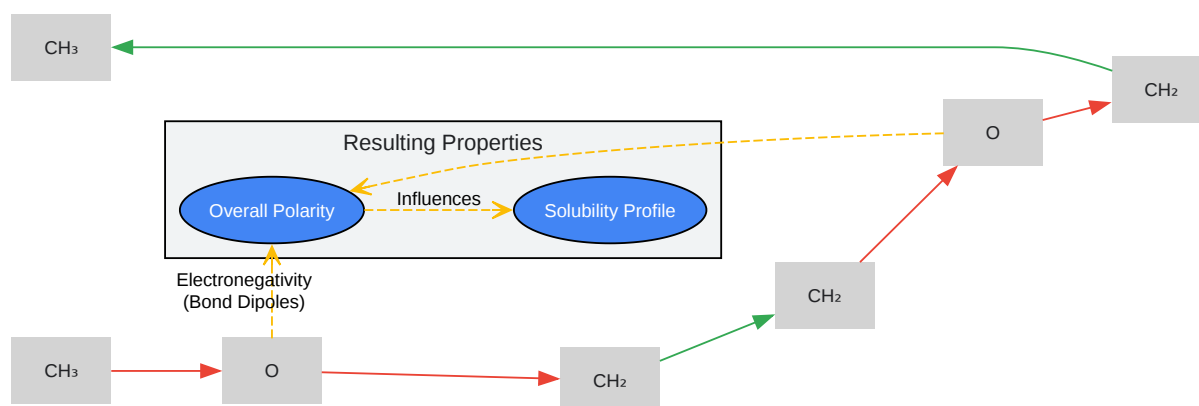 CH₃
CH₂
O
Resulting Properties
Overall Polarity
Influences
Solubility Profile
Electronegativity
(Bond Dipoles)
CH₂
CH₃
O
CH₂